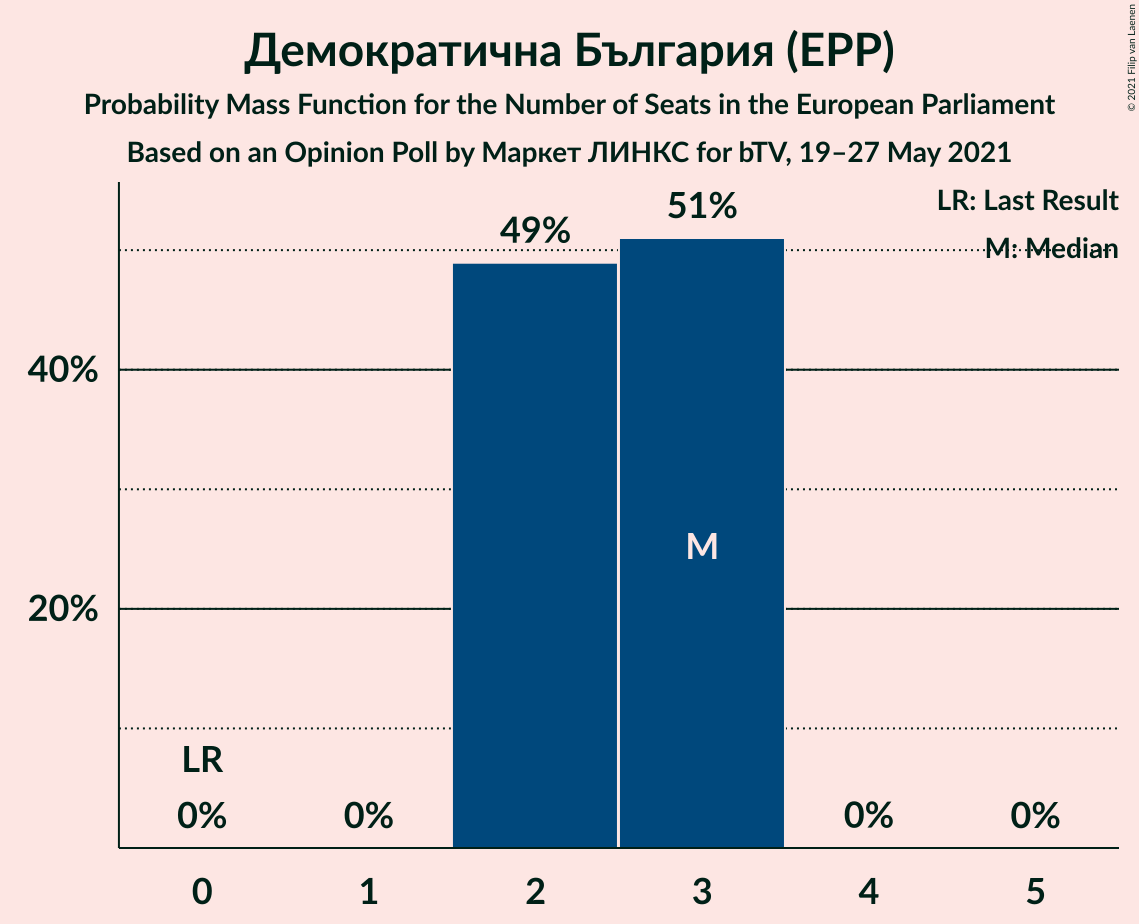 Демократична България (EPP)
Probability Mass Function for the Number of Seats in the European Parliament
Based on an Opinion Poll by Маркет ЛИНКС for bTV, 19–27 May 2021
© 2021 Filip van Laenen
LR: Last Result
M: Median
51%
49%
40%
M
20%
LR
0%
0%
0%
0%
0
1
2
3
4
5